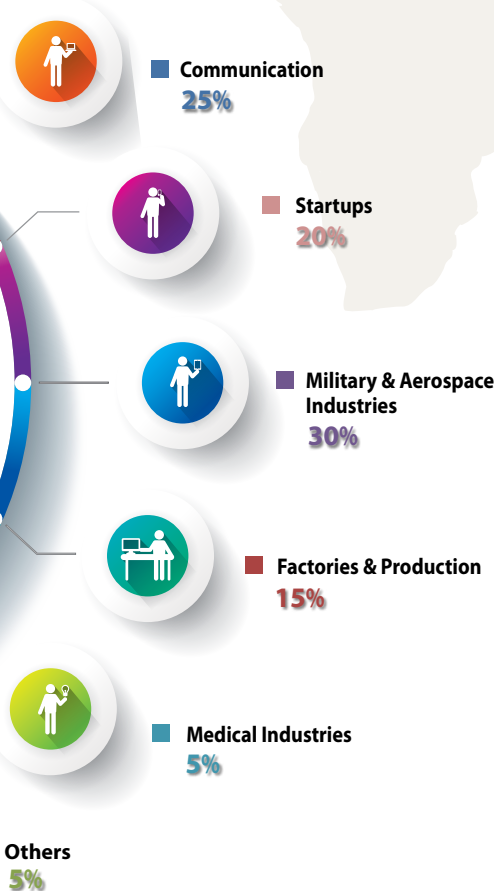 Communication
25%
Startups
20%
Military & Aerospace
Industries
30%
Factories & Production
15%
Medical Industries
5%
Others
5%